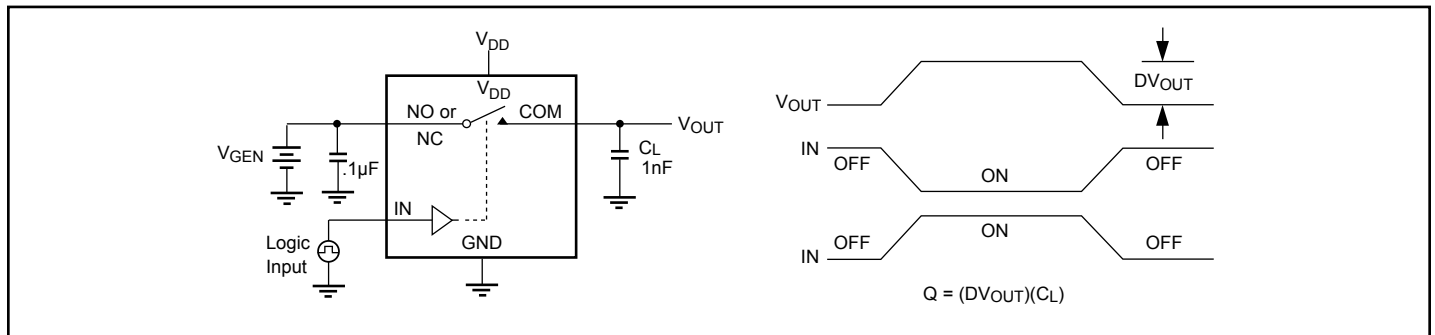 VDD
VDD
NO or
COM
NC
VOUT
VGEN
.1µF
CL
1nF
IN
Logic
Input
GND
VOUT
DVOUT
IN
OFF
ON
OFF
IN
OFF
ON
OFF
Q = (DVOUT)(CL)